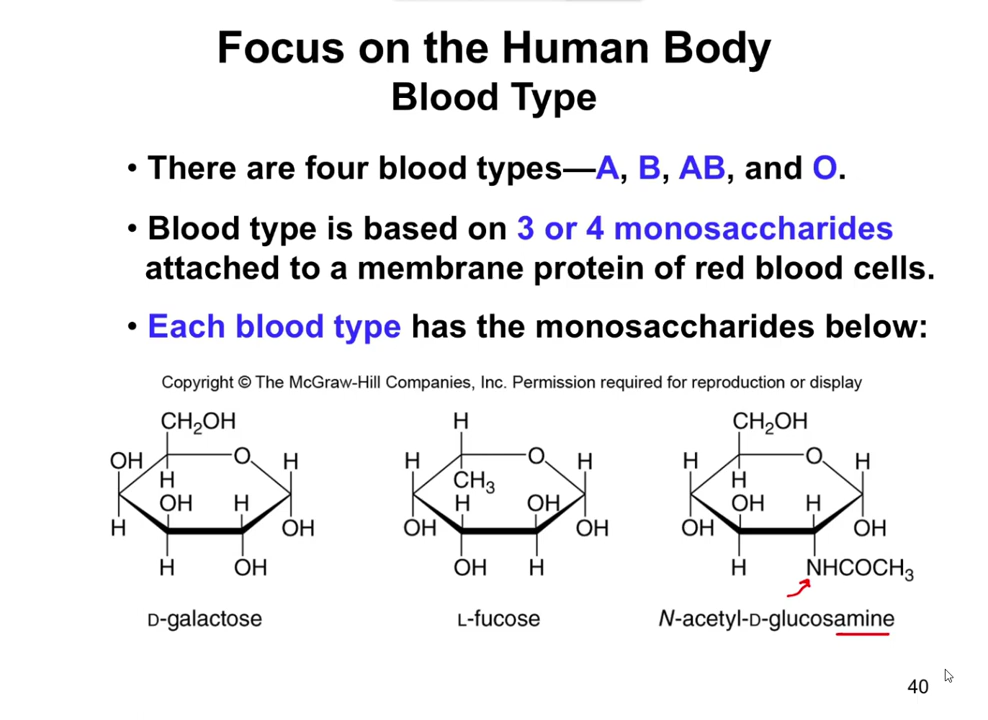 Focus on the Human Body
Blood Type
• There are four blood types—A, B, AB, and O.
• Blood type is based on 3 or 4 monosaccharides
attached to a membrane protein of red blood cells.
• Each blood type has the monosaccharides below:
Copyright © The McGraw-Hill Companies, Inc. Permission required for reproduction or display
CH₂OH H CH₂OH
OH O H H O H H O H
H CH₃ H
OH H H OH OH H
H OH OH OH OH OH
H OH OH H H NHCOCH₃
D-galactose L-fucose N-acetyl-D-glucosamine
40